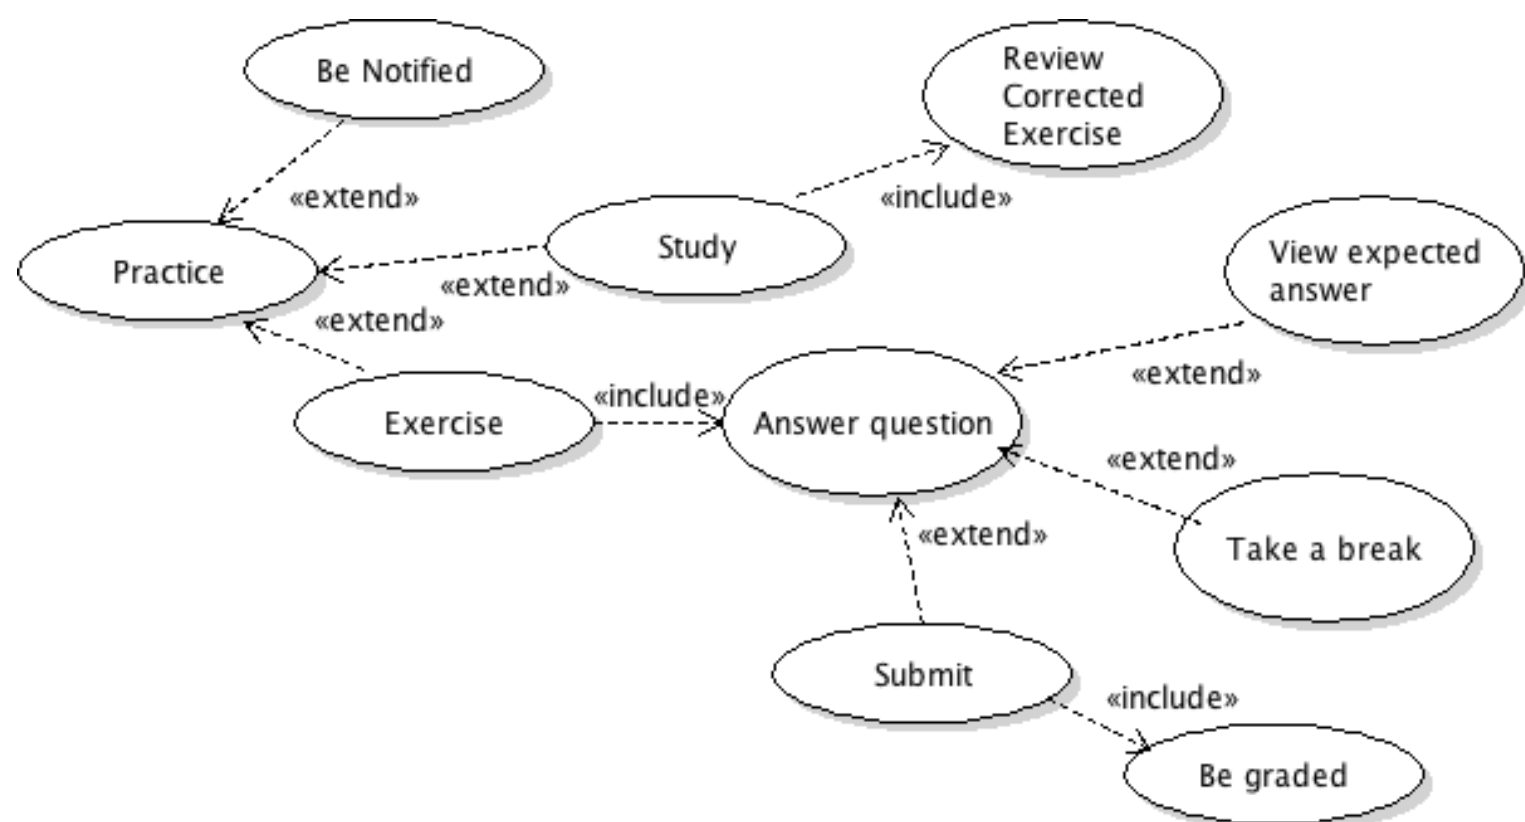 Be Notified
Review
Corrected
Exercise
«extend»
«include»
Practice
Study
View expected
answer
«extend»
«extend»
«extend»
Exercise
«include»
Answer question
«extend»
«extend»
Take a break
Submit
«include»
Be graded